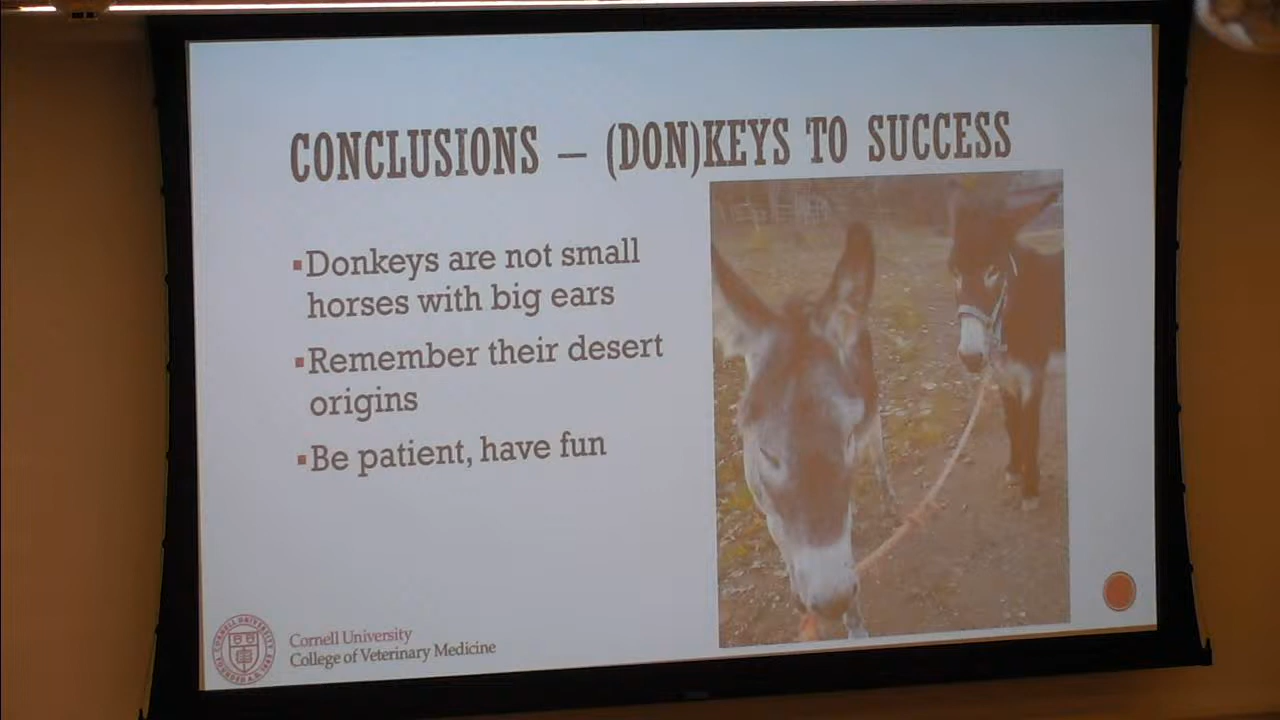 CONCLUSIONS – (DON)KEYS TO SUCCESS
▪Donkeys are not small
horses with big ears
▪Remember their desert
origins
▪Be patient, have fun
Cornell University
College of Veterinary Medicine